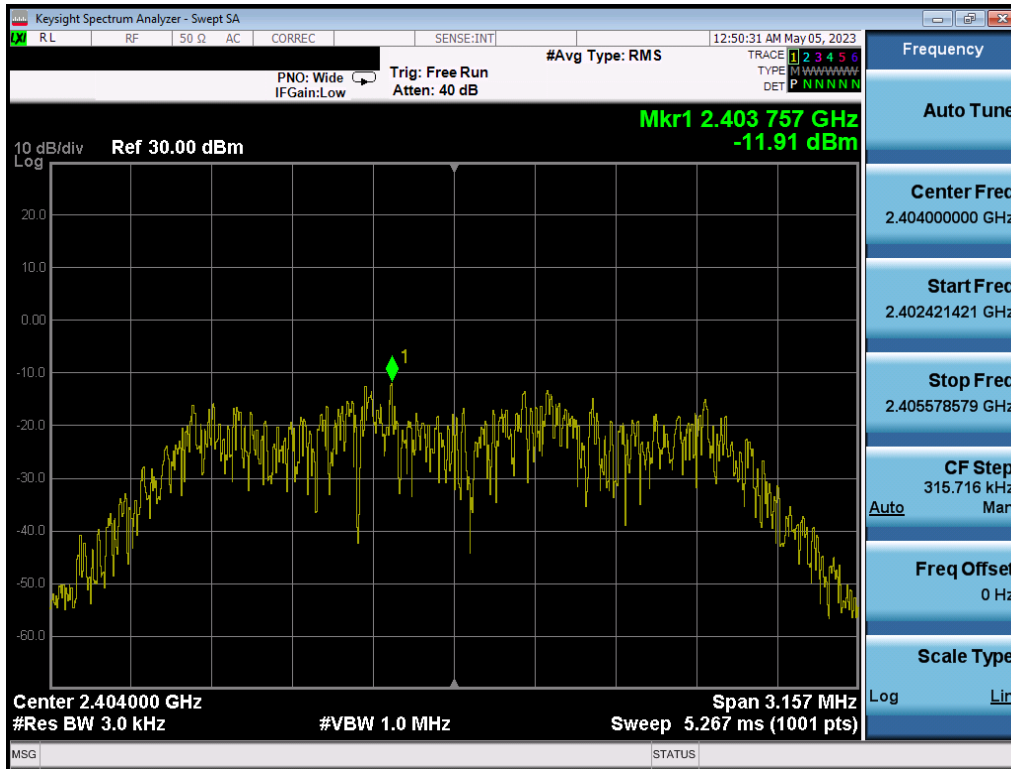 Keysight Spectrum Analyzer - Swept SA
LXI RL RF 50 Ω AC CORREC SENSE:INT 12:50:31 AM May 05, 2023
#Avg Type: RMS
TRACE 1 2 3 4 5 6
PNO: Wide Trig: Free Run TYPE M WWWWW
IFGain:Low Atten: 40 dB DET P N N N N N
Mkr1 2.403 757 GHz
-11.91 dBm
10 dB/div Ref 30.00 dBm
Log
20.0
10.0
0.00
1
-10.0
-20.0
-30.0
-40.0
-50.0
-60.0
Center 2.404000 GHz Span 3.157 MHz
#Res BW 3.0 kHz #VBW 1.0 MHz Sweep 5.267 ms (1001 pts)
MSG STATUS
Frequency
Auto Tune
Center Freq
2.404000000 GHz
Start Freq
2.402421421 GHz
Stop Freq
2.405578579 GHz
CF Step
315.716 kHz
Auto Man
Freq Offset
0 Hz
Scale Type
Log Lin